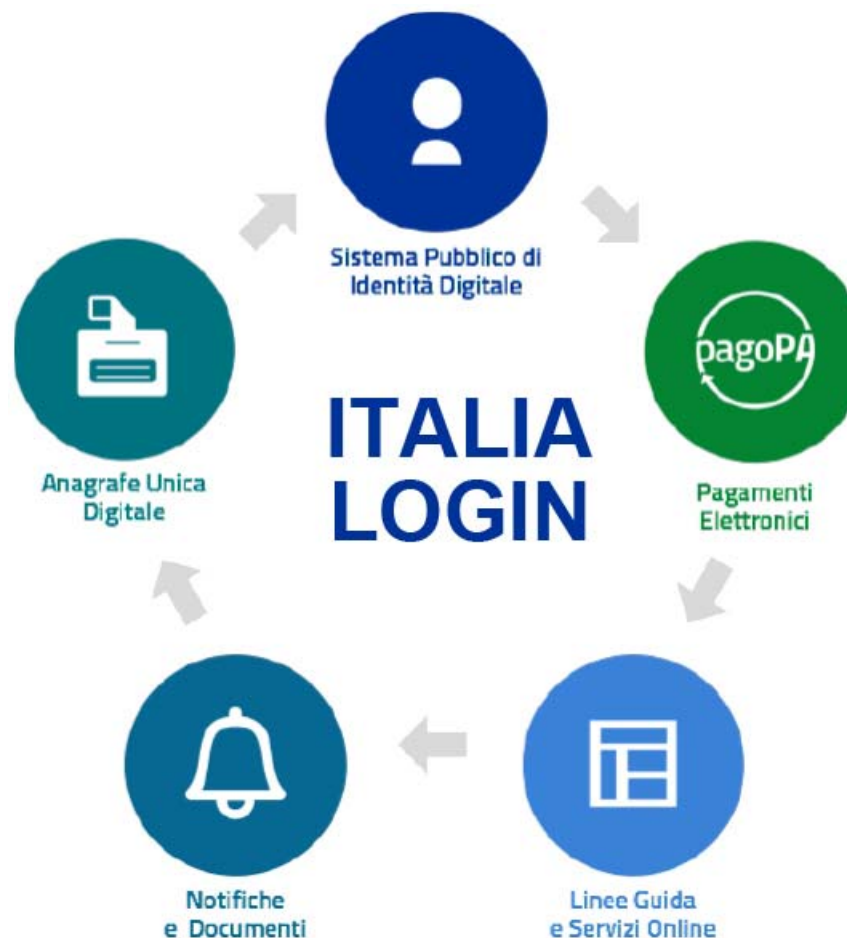 Sistema Pubblico di
Identità Digitale
pagoPA
ITALIA
LOGIN
Anagrafe Unica
Digitale
Pagamenti
Elettronici
Notifiche
e Documenti
Linee Guida
e Servizi Online